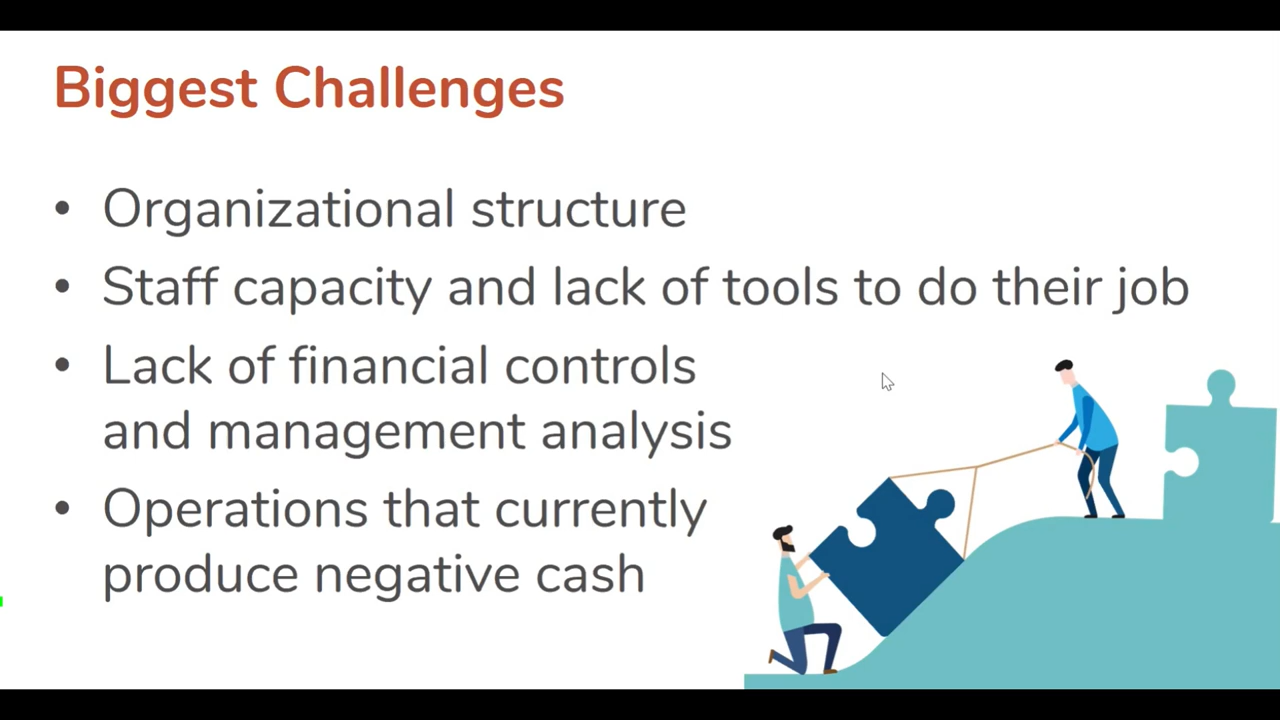 Biggest Challenges
• Organizational structure
• Staff capacity and lack of tools to do their job
• Lack of financial controls
and management analysis
• Operations that currently
produce negative cash